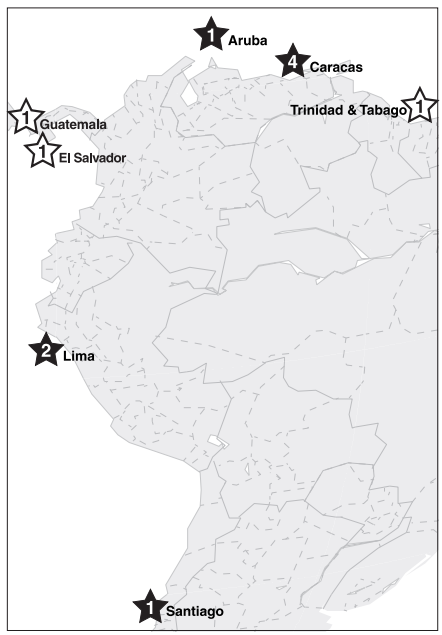 1 Aruba
4 Caracas
1 Guatemala
Trinidad & Tabago 1
1 El Salvador
2 Lima
1 Santiago